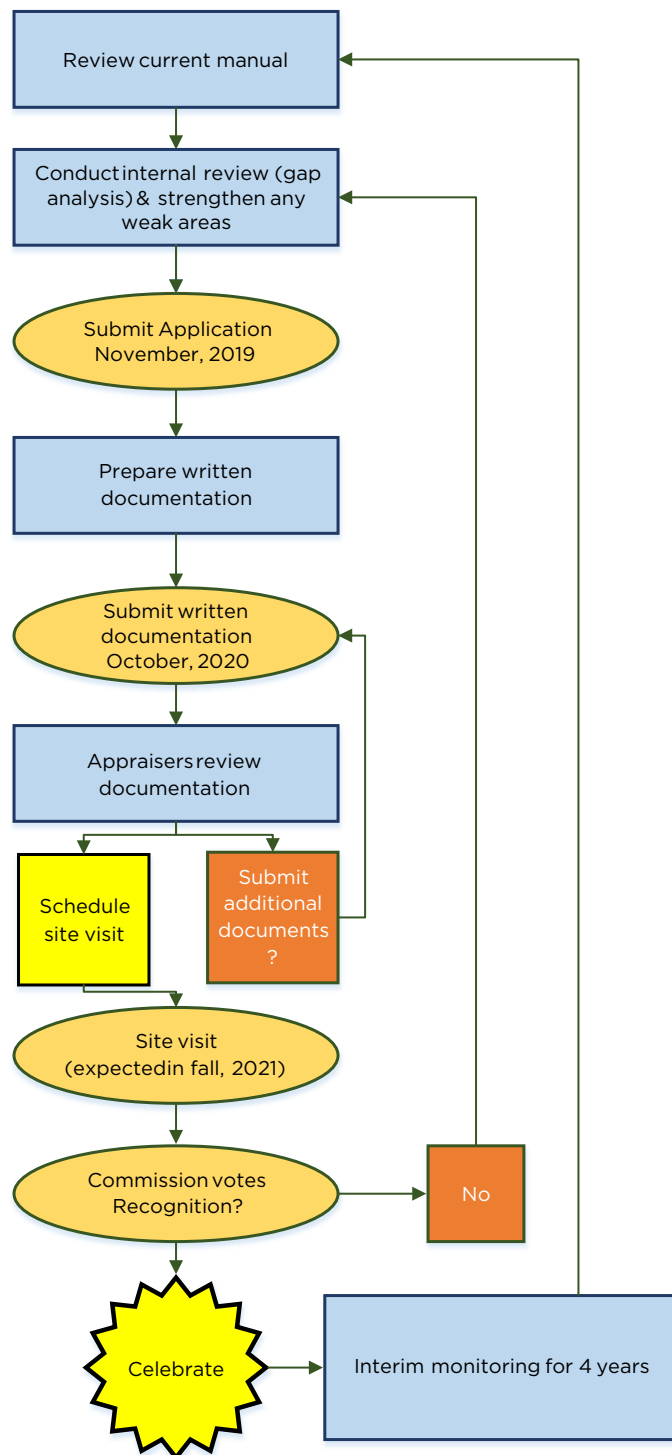 Review current manual
Conduct internal review (gap
analysis) & strengthen any
weak areas
Submit Application
November, 2019
Prepare written
documentation
Submit written
documentation
October, 2020
Appraisers review
documentation
Schedule
site visit
Submit
additional
documents
?
Site visit
(expectedin fall, 2021)
Commission votes
Recognition?
No
Celebrate
Interim monitoring for 4 years